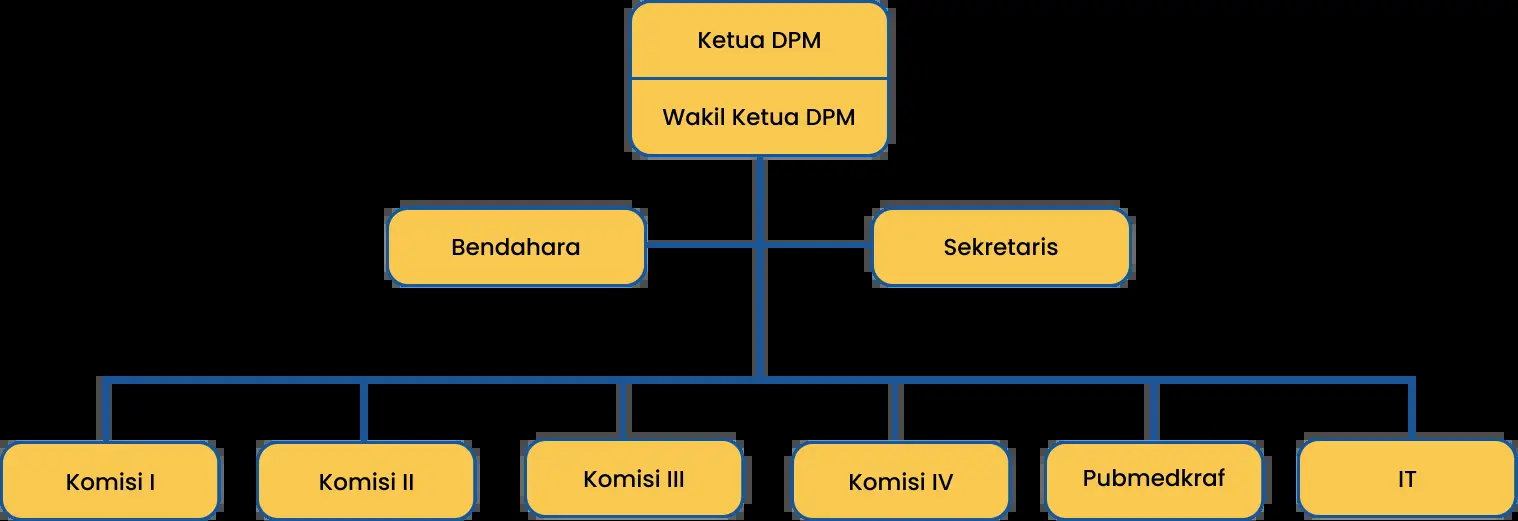 Ketua DPM
Wakil Ketua DPM
Bendahara
Sekretaris
Komisi I
Komisi II
Komisi III
Komisi IV
Pubmedkraf
IT